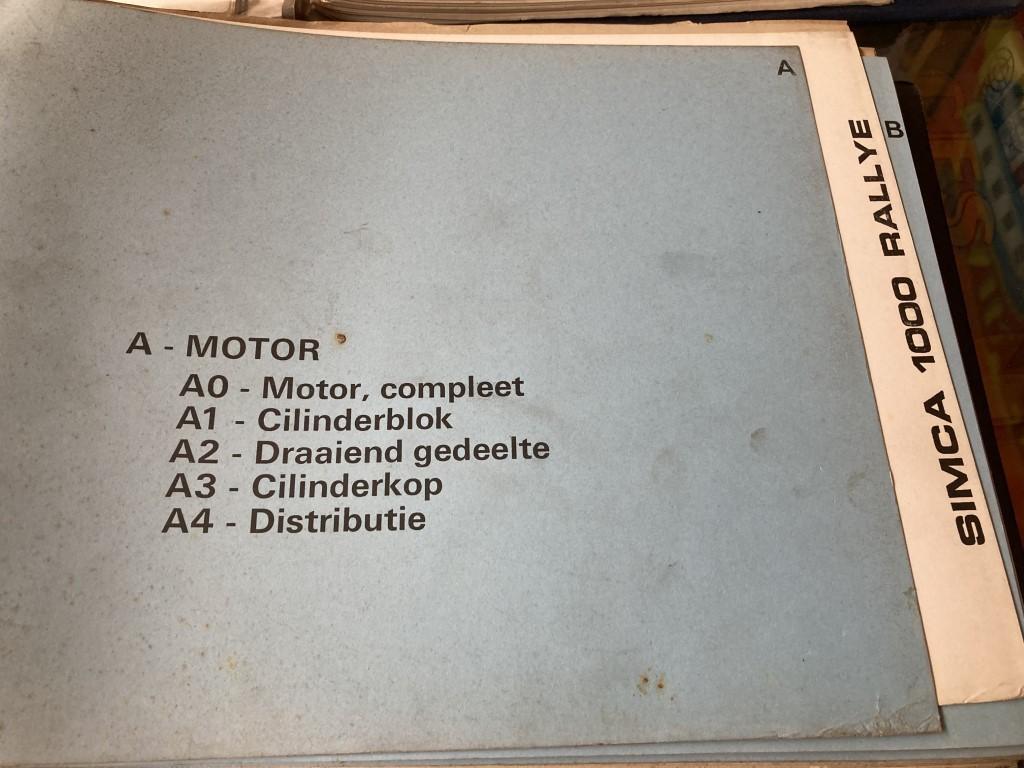 A
A - MOTOR
A0 - Motor, compleet
A1 - Cilinderblok
A2 - Draaiend gedeelte
A3 - Cilinderkop
A4 - Distributie
SIMCA 1000 RALLYE
B